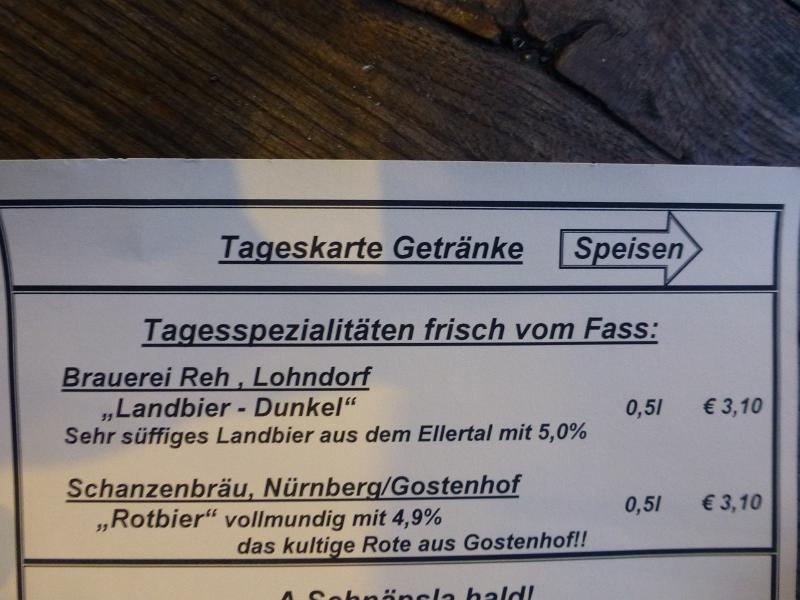 Tageskarte Getränke
Speisen
Tagesspezialitäten frisch vom Fass:
Brauerei Reh , Lohndorf
„Landbier - Dunkel“ 0,5l € 3,10
Sehr süffiges Landbier aus dem Ellertal mit 5,0%
Schanzenbräu, Nürnberg/Gostenhof
„Rotbier“ vollmundig mit 4,9% 0,5l € 3,10
das kultige Rote aus Gostenhof!!
A Schnäpsla hald!